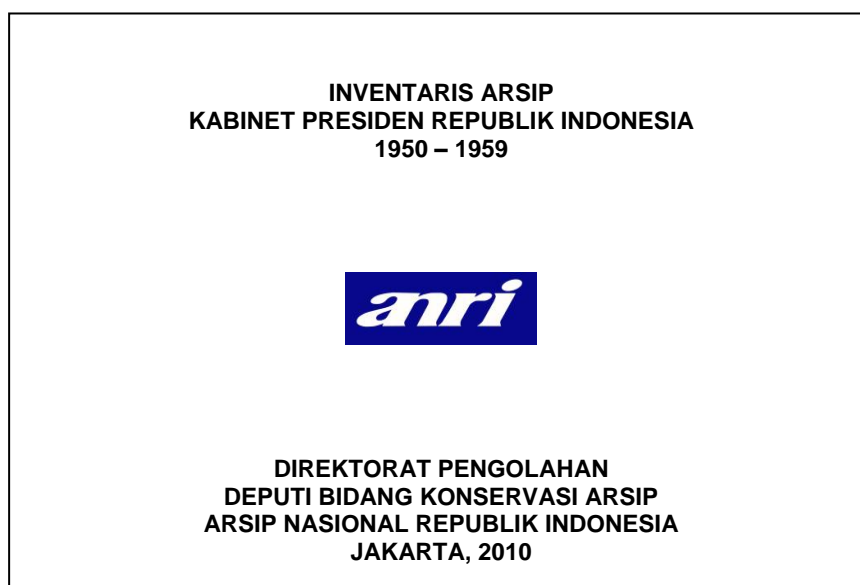 INVENTARIS ARSIP
KABINET PRESIDEN REPUBLIK INDONESIA
1950 – 1959
anri
DIREKTORAT PENGOLAHAN
DEPUTI BIDANG KONSERVASI ARSIP
ARSIP NASIONAL REPUBLIK INDONESIA
JAKARTA, 2010